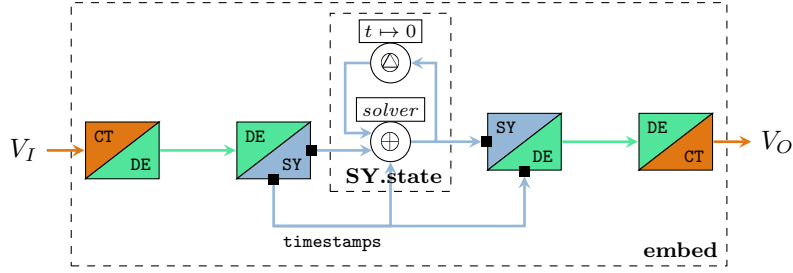 t ↦ 0
solver
V_I
CT
DE
DE
SY
SY
DE
DE
CT
V_O
SY.state
timestamps
embed